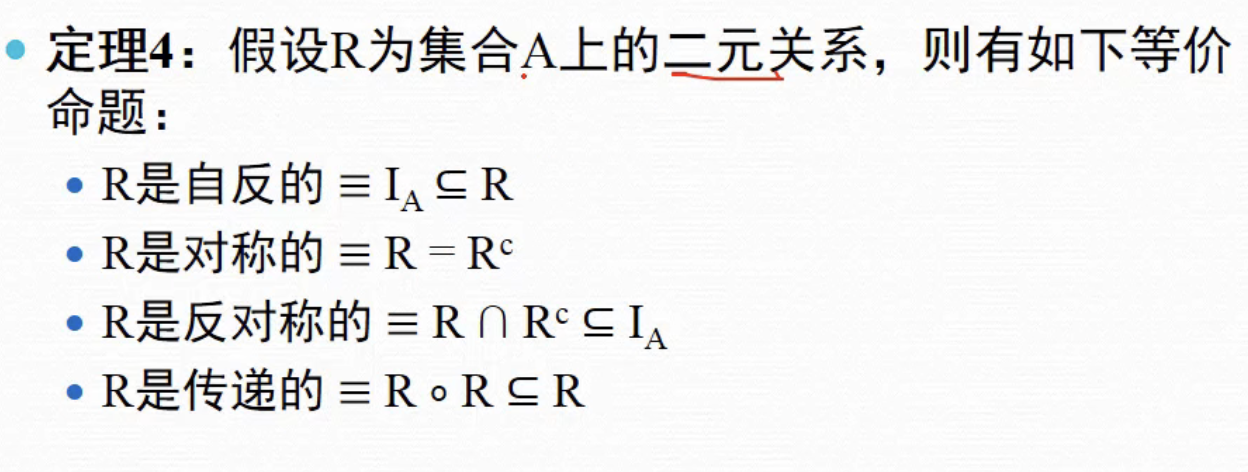 定理4：假设R为集合A上的二元关系，则有如下等价
命题：
R是自反的 ≡ I_A ⊆ R
R是对称的 ≡ R = Rᶜ
R是反对称的 ≡ R ∩ Rᶜ ⊆ I_A
R是传递的 ≡ R ∘ R ⊆ R